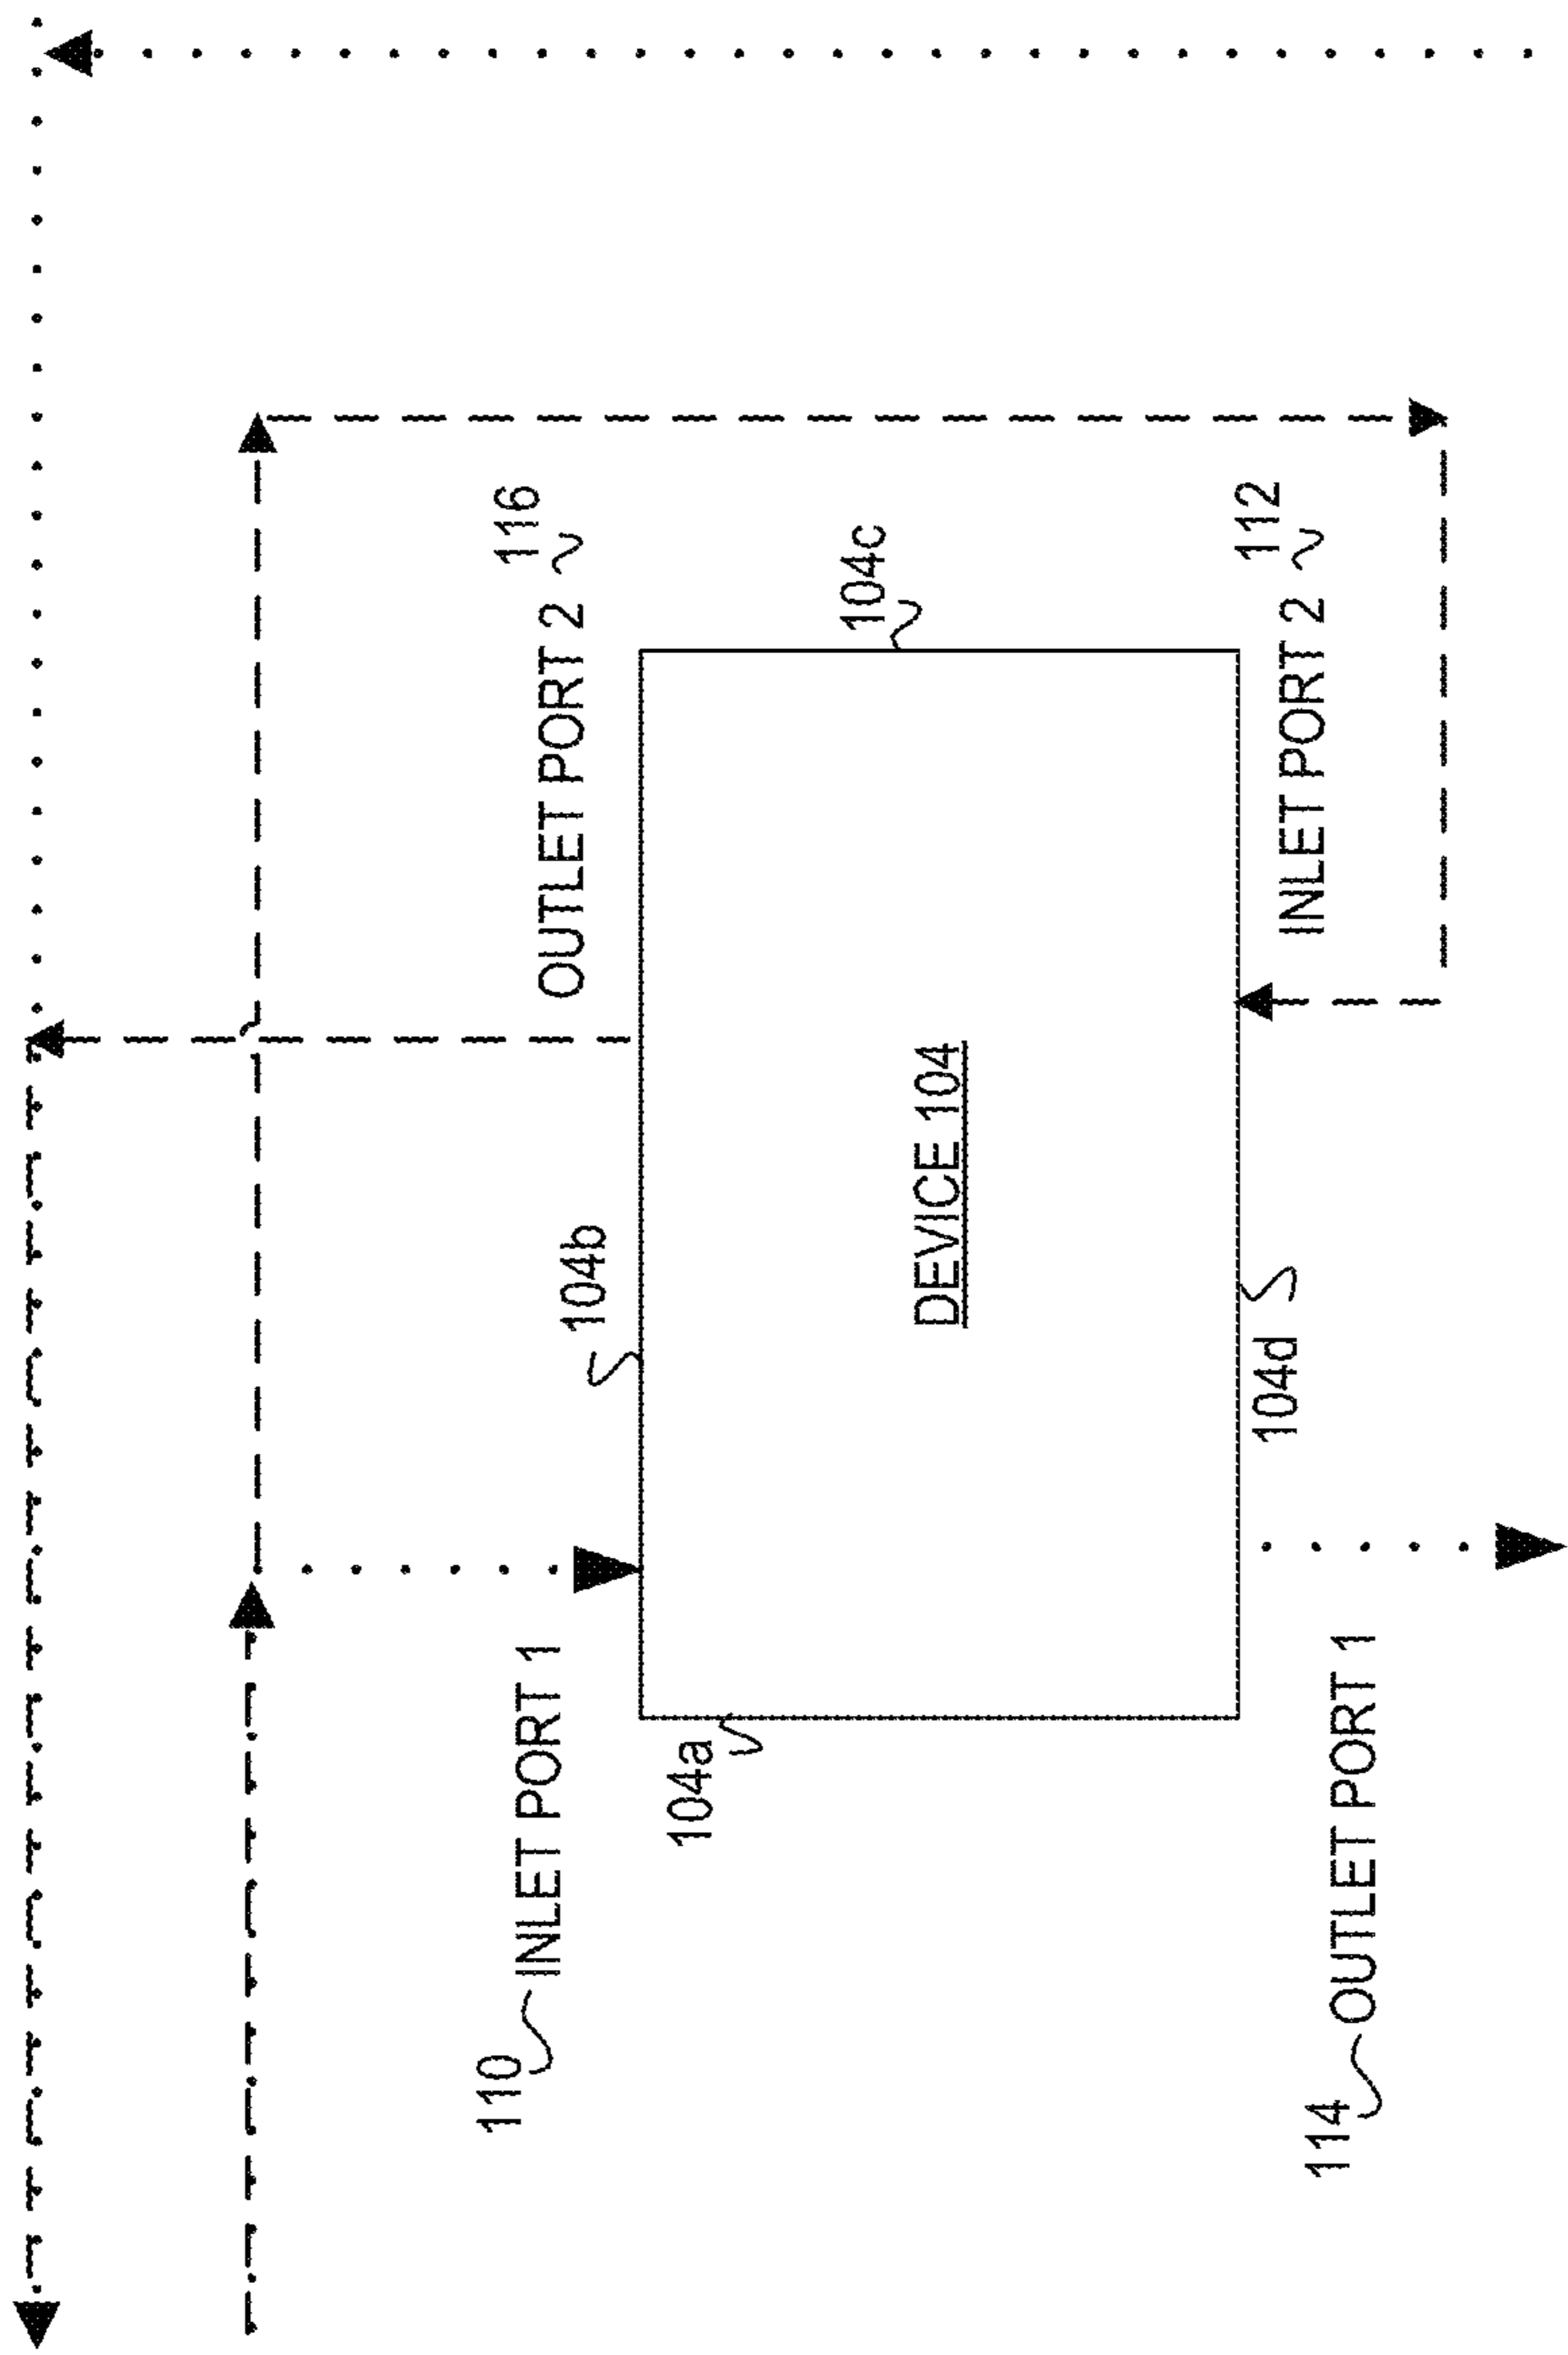 110
INLET PORT 1
104b
OUTLET PORT 2
116
104a
DEVICE 104
104c
114
OUTLET PORT 1
104d
INLET PORT 2
112